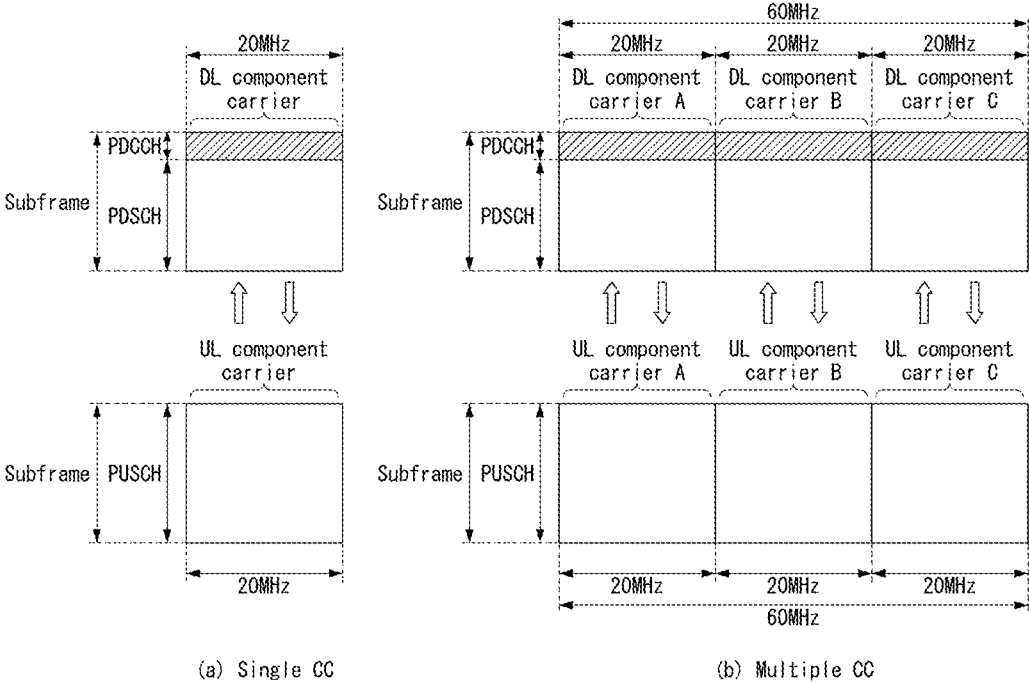 60MHz
20MHz
20MHz
20MHz
20MHz
DL component
carrier
DL component
carrier A
DL component
carrier B
DL component
carrier C
PDCCH
PDCCH
Subframe
PDSCH
Subframe
PDSCH
UL component
carrier
UL component
carrier A
UL component
carrier B
UL component
carrier C
Subframe
PUSCH
Subframe
PUSCH
20MHz
20MHz
20MHz
20MHz
60MHz
(a) Single CC
(b) Multiple CC